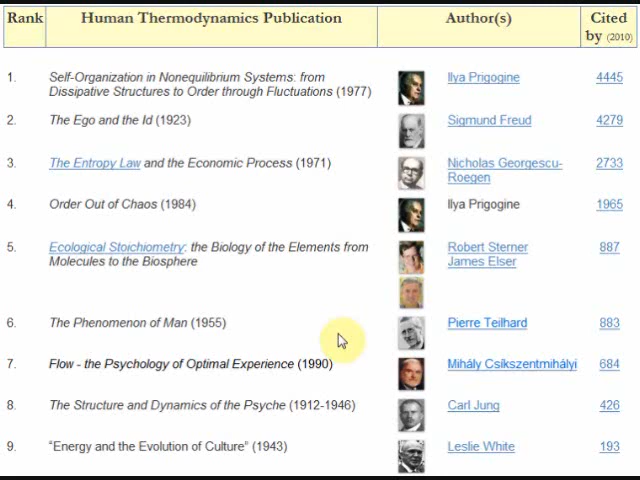 Rank Human Thermodynamics Publication Author(s) Cited
by (2010)
1. Self-Organization in Nonequilibrium Systems: from Ilya Prigogine 4445
Dissipative Structures to Order through Fluctuations (1977)
2. The Ego and the Id (1923) Sigmund Freud 4279
3. The Entropy Law and the Economic Process (1971) Nicholas Georgescu- 2733
Roegen
4. Order Out of Chaos (1984) Ilya Prigogine 1965
5. Ecological Stoichiometry: the Biology of the Elements from Robert Sterner 887
Molecules to the Biosphere James Elser
6. The Phenomenon of Man (1955) Pierre Teilhard 883
7. Flow - the Psychology of Optimal Experience (1990) Mihály Csíkszentmihályi 684
8. The Structure and Dynamics of the Psyche (1912-1946) Carl Jung 426
9. “Energy and the Evolution of Culture” (1943) Leslie White 193